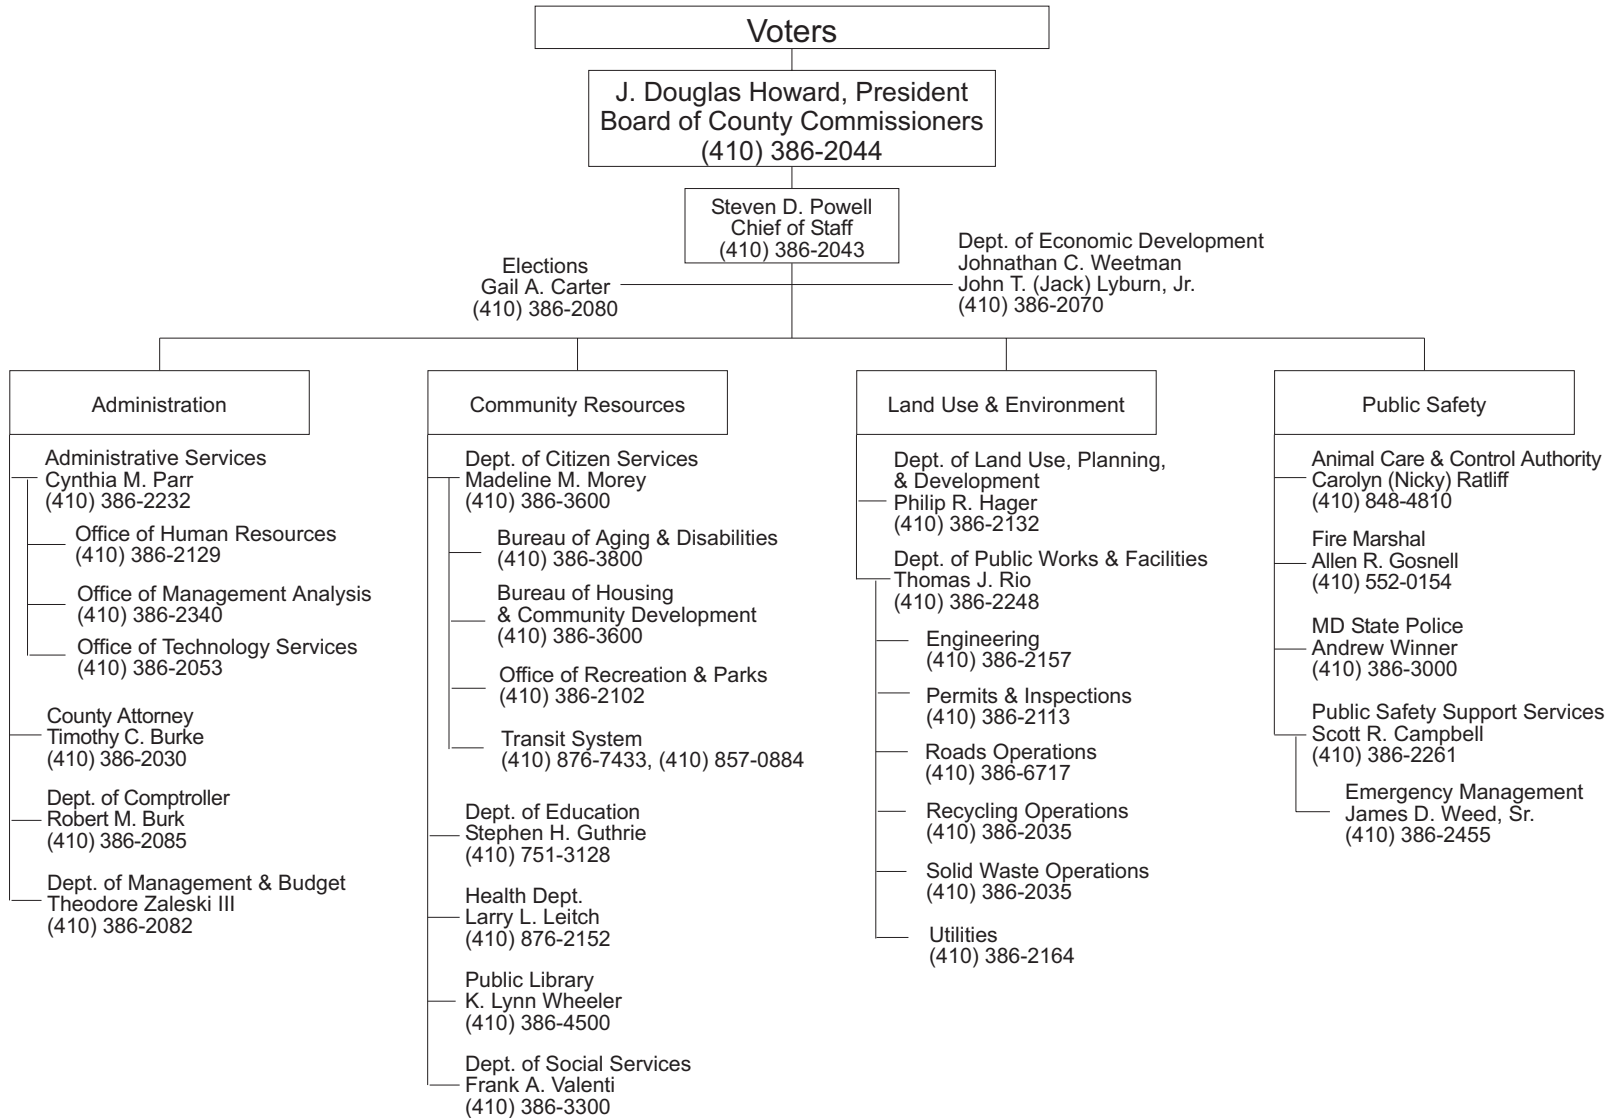 Voters
J. Douglas Howard, President
Board of County Commissioners
(410) 386-2044
Steven D. Powell
Chief of Staff
(410) 386-2043
Elections
Gail A. Carter
(410) 386-2080
Dept. of Economic Development
Johnathan C. Weetman
John T. (Jack) Lyburn, Jr.
(410) 386-2070
Administration
Administrative Services
Cynthia M. Parr
(410) 386-2232
Office of Human Resources
(410) 386-2129
Office of Management Analysis
(410) 386-2340
Office of Technology Services
(410) 386-2053
County Attorney
Timothy C. Burke
(410) 386-2030
Dept. of Comptroller
Robert M. Burk
(410) 386-2085
Dept. of Management & Budget
Theodore Zaleski III
(410) 386-2082
Community Resources
Dept. of Citizen Services
Madeline M. Morey
(410) 386-3600
Bureau of Aging & Disabilities
(410) 386-3800
Bureau of Housing
& Community Development
(410) 386-3600
Office of Recreation & Parks
(410) 386-2102
Transit System
(410) 876-7433, (410) 857-0884
Dept. of Education
Stephen H. Guthrie
(410) 751-3128
Health Dept.
Larry L. Leitch
(410) 876-2152
Public Library
K. Lynn Wheeler
(410) 386-4500
Dept. of Social Services
Frank A. Valenti
(410) 386-3300
Land Use & Environment
Dept. of Land Use, Planning,
& Development
Philip R. Hager
(410) 386-2132
Dept. of Public Works & Facilities
Thomas J. Rio
(410) 386-2248
Engineering
(410) 386-2157
Permits & Inspections
(410) 386-2113
Roads Operations
(410) 386-6717
Recycling Operations
(410) 386-2035
Solid Waste Operations
(410) 386-2035
Utilities
(410) 386-2164
Public Safety
Animal Care & Control Authority
Carolyn (Nicky) Ratliff
(410) 848-4810
Fire Marshal
Allen R. Gosnell
(410) 552-0154
MD State Police
Andrew Winner
(410) 386-3000
Public Safety Support Services
Scott R. Campbell
(410) 386-2261
Emergency Management
James D. Weed, Sr.
(410) 386-2455